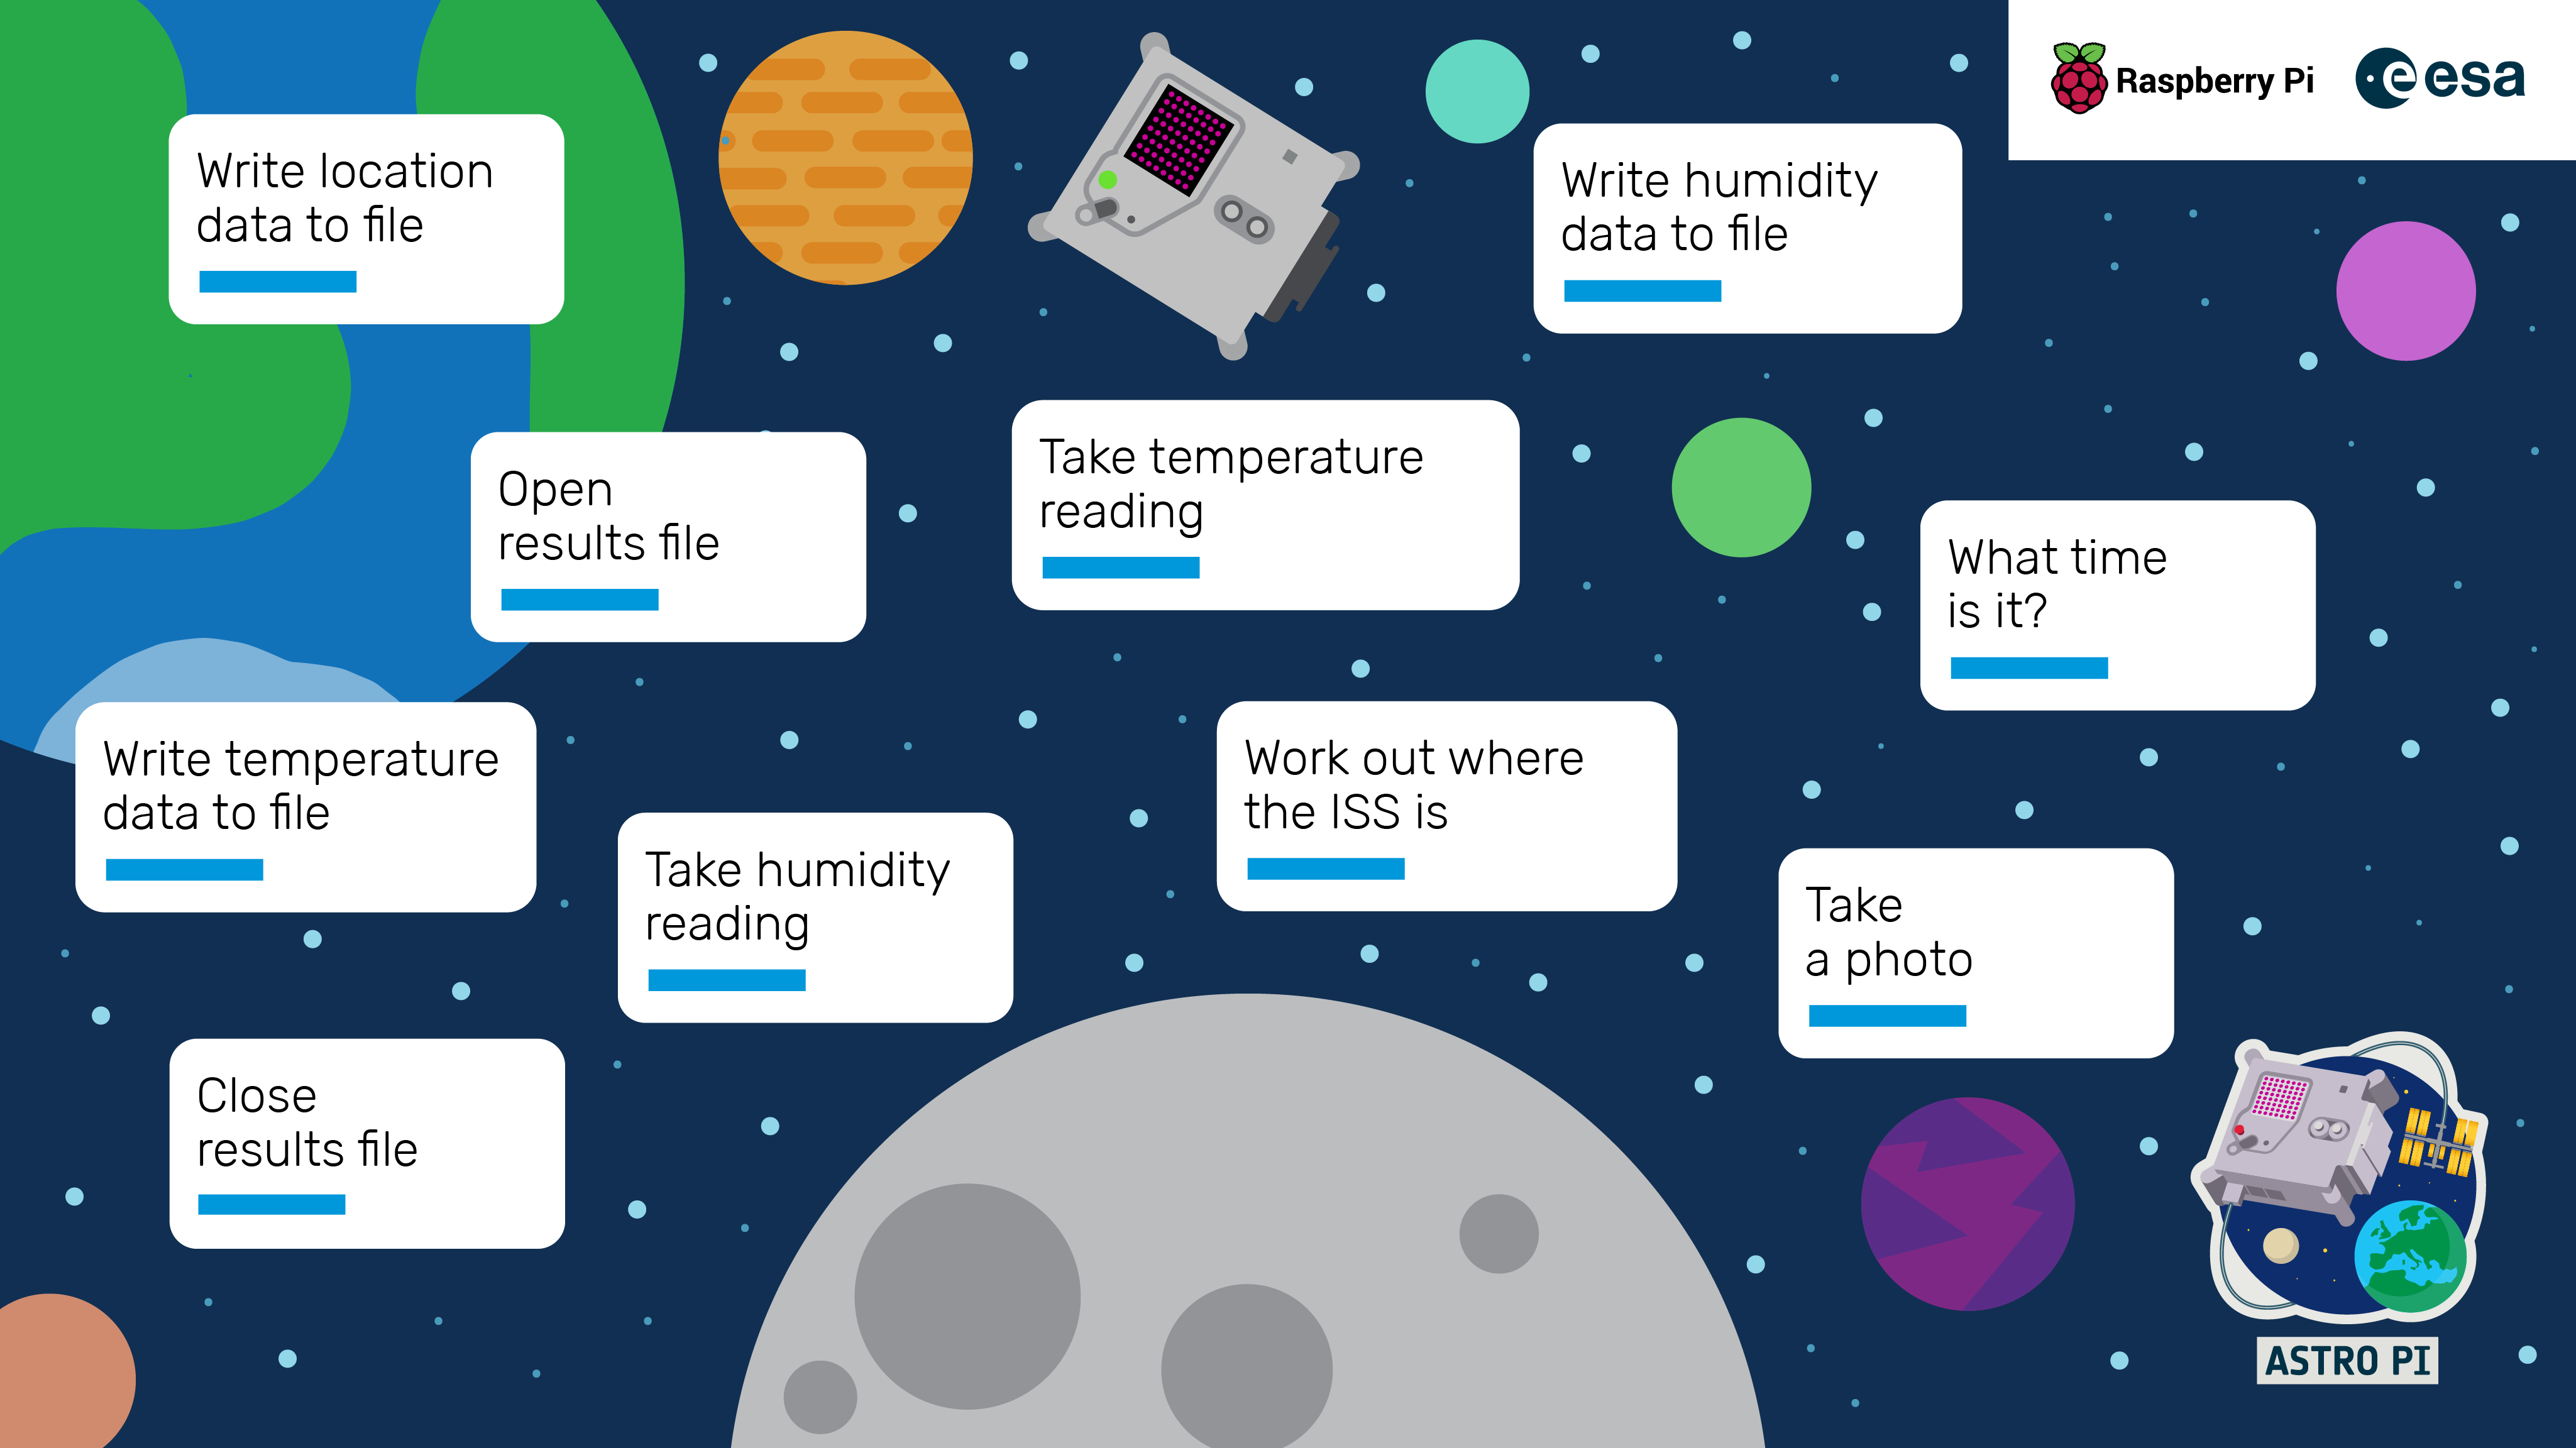 Raspberry Pi
esa
Write location
data to file
Write humidity
data to file
Open
results file
Take temperature
reading
What time
is it?
Write temperature
data to file
Take humidity
reading
Work out where
the ISS is
Take
a photo
Close
results file
ASTRO PI